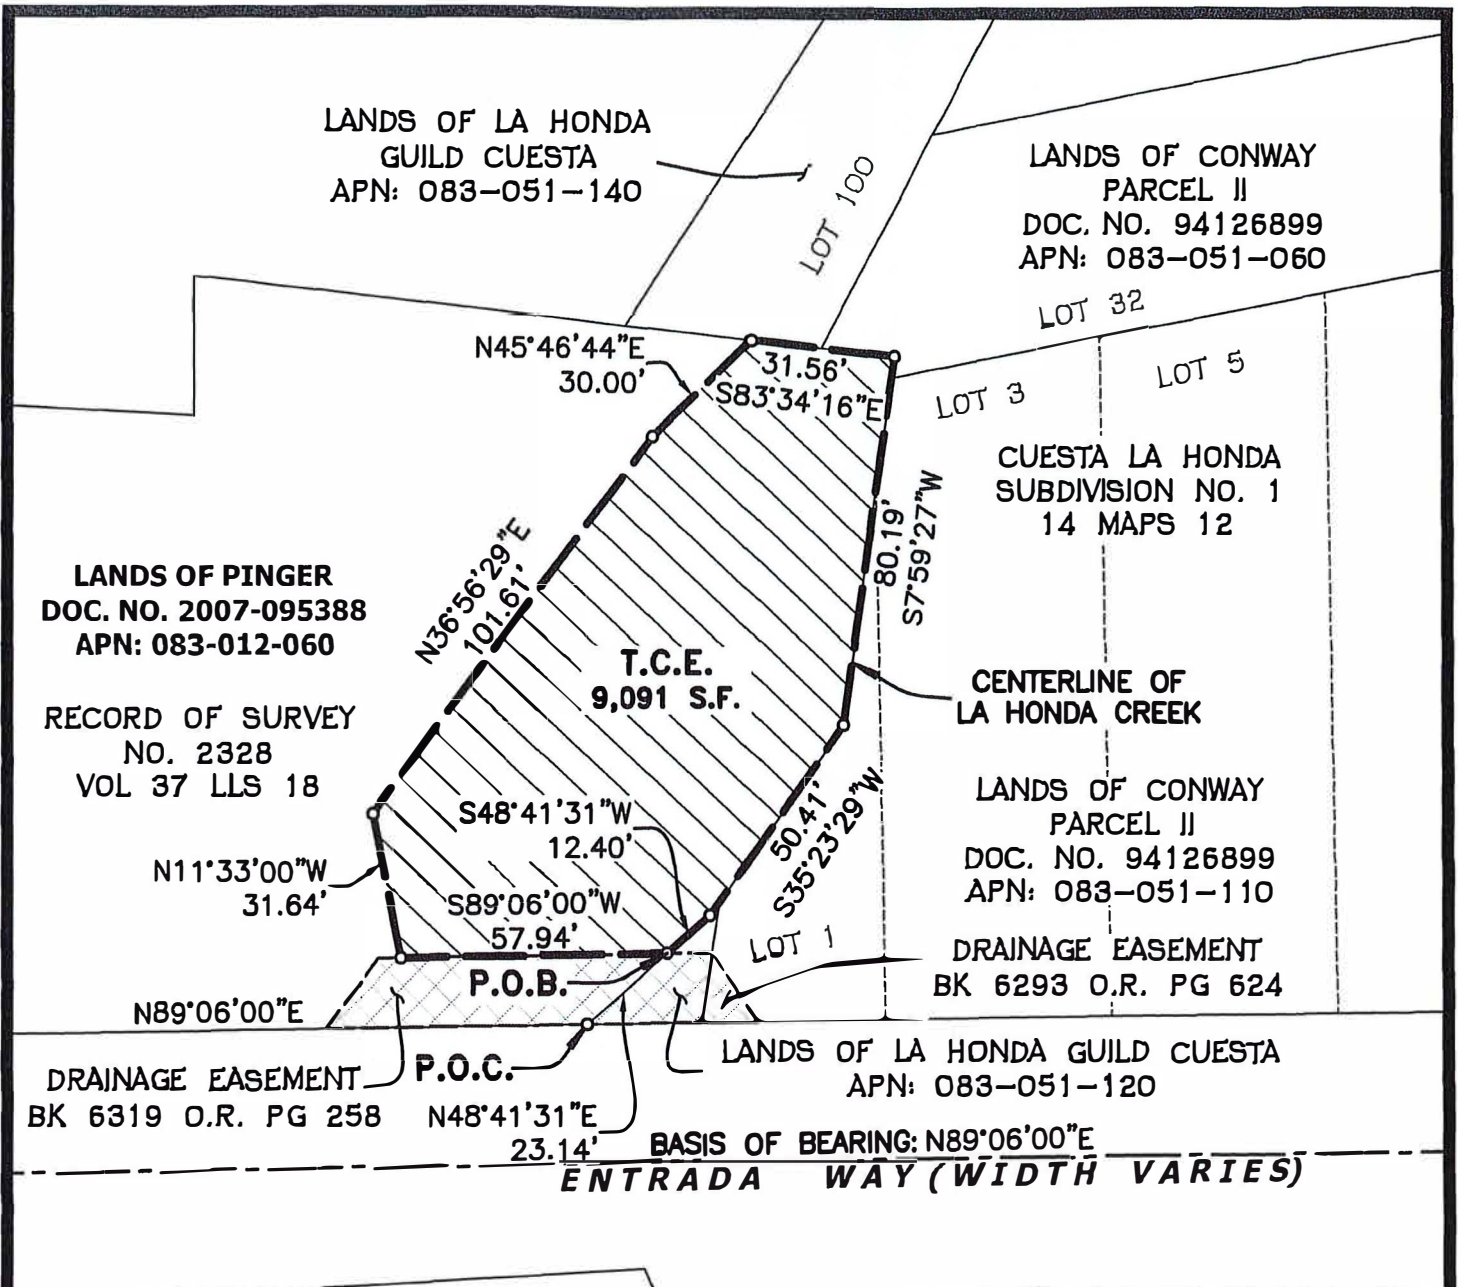 LANDS OF LA HONDA
GUILD CUESTA
APN: 083-051-140
LOT 100
LANDS OF CONWAY
PARCEL II
DOC. NO. 94126899
APN: 083-051-060
LOT 32
LOT 3
LOT 5
N45°46'44"E
30.00'
31.56'
S83°34'16"E
CUESTA LA HONDA
SUBDIVISION NO. 1
14 MAPS 12
80.19'
S7°59'27"W
N36°56'29"E
101.61'
LANDS OF PINGER
DOC. NO. 2007-095388
APN: 083-012-060
T.C.E.
9,091 S.F.
CENTERLINE OF
LA HONDA CREEK
RECORD OF SURVEY
NO. 2328
VOL 37 LLS 18
S48°41'31"W
12.40'
50.41'
S35°23'29"W
LANDS OF CONWAY
PARCEL II
DOC. NO. 94126899
APN: 083-051-110
N11°33'00"W
31.64'
S89°06'00"W
57.94'
LOT 1
DRAINAGE EASEMENT
BK 6293 O.R. PG 624
P.O.B.
N89°06'00"E
P.O.C.
DRAINAGE EASEMENT
BK 6319 O.R. PG 258
LANDS OF LA HONDA GUILD CUESTA
APN: 083-051-120
N48°41'31"E
23.14'
BASIS OF BEARING: N89°06'00"E
ENTRADA WAY (WIDTH VARIES)